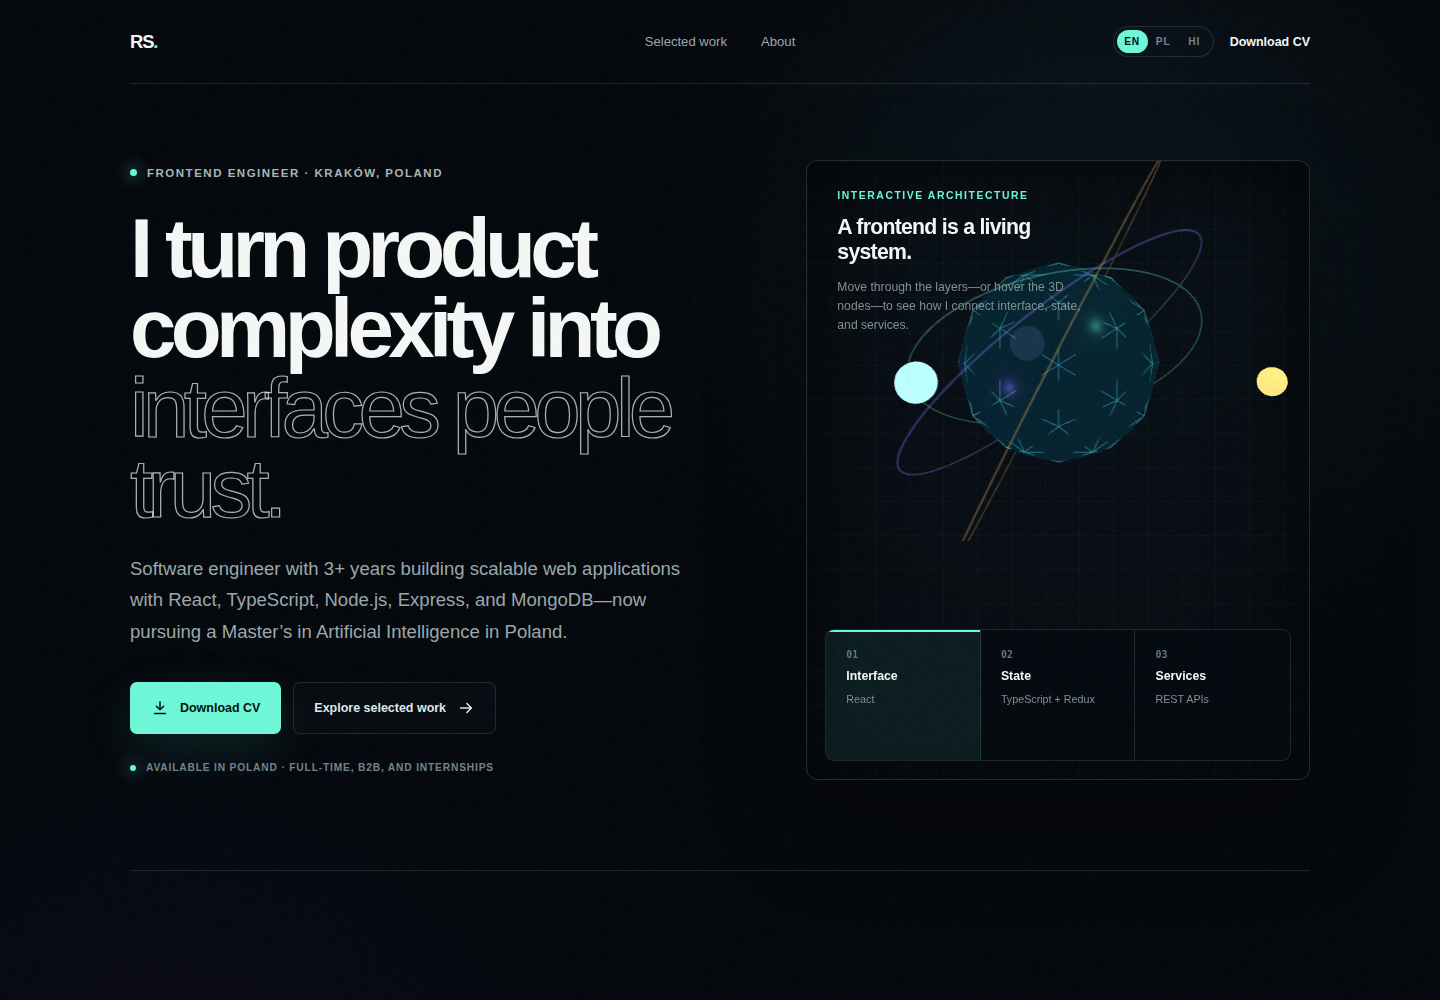 RS.
Selected work
About
EN
PL
HI
Download CV
FRONTEND ENGINEER · KRAKÓW, POLAND
I turn product
complexity into
interfaces people
trust.
Software engineer with 3+ years building scalable web applications
with React, TypeScript, Node.js, Express, and MongoDB—now
pursuing a Master’s in Artificial Intelligence in Poland.
Download CV
Explore selected work
AVAILABLE IN POLAND · FULL-TIME, B2B, AND INTERNSHIPS
INTERACTIVE ARCHITECTURE
A frontend is a living
system.
Move through the layers—or hover the 3D
nodes—to see how I connect interface, state,
and services.
01
Interface
React
02
State
TypeScript + Redux
03
Services
REST APIs